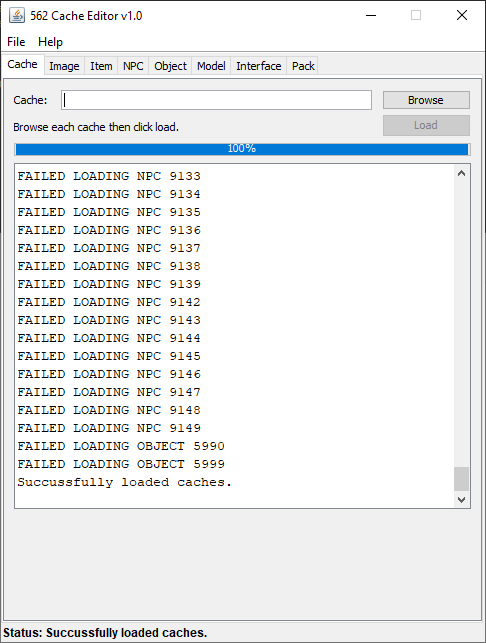 562 Cache Editor v1.0
File Help
Cache Image Item NPC Object Model Interface Pack
Cache: Browse
Browse each cache then click load. Load
100%
FAILED LOADING NPC 9133
FAILED LOADING NPC 9134
FAILED LOADING NPC 9135
FAILED LOADING NPC 9136
FAILED LOADING NPC 9137
FAILED LOADING NPC 9138
FAILED LOADING NPC 9139
FAILED LOADING NPC 9142
FAILED LOADING NPC 9143
FAILED LOADING NPC 9144
FAILED LOADING NPC 9145
FAILED LOADING NPC 9146
FAILED LOADING NPC 9147
FAILED LOADING NPC 9148
FAILED LOADING NPC 9149
FAILED LOADING OBJECT 5990
FAILED LOADING OBJECT 5999
Succussfully loaded caches.
Status: Succussfully loaded caches.